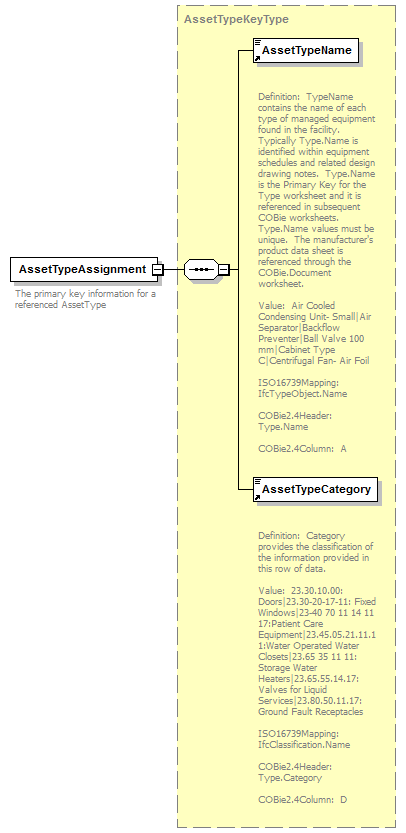 AssetTypeKeyType
AssetTypeName
Definition:  TypeName
contains the name of each
type of managed equipment
found in the facility.
Typically Type.Name is
identified within equipment
schedules and related design
drawing notes.  Type.Name
is the Primary Key for the
Type worksheet and it is
referenced in subsequent
COBie worksheets.
Type.Name values must be
unique.  The manufacturer's
product data sheet is
referenced through the
COBie.Document
worksheet.
Value:  Air Cooled
Condensing Unit- Small|Air
Separator|Backflow
Preventer|Ball Valve 100
mm|Cabinet Type
C|Centrifugal Fan- Air Foil
ISO16739Mapping:
IfcTypeObject.Name
COBie2.4Header:
Type.Name
COBie2.4Column:  A
AssetTypeAssignment
The primary key information for a
referenced AssetType
AssetTypeCategory
Definition:  Category
provides the classification of
the information provided in
this row of data.
Value:  23.30.10.00:
Doors|23.30-20-17-11: Fixed
Windows|23-40 70 11 14 11
17:Patient Care
Equipment|23.45.05.21.11.1
1:Water Operated Water
Closets|23.65 35 11 11:
Storage Water
Heaters|23.65.55.14.17:
Valves for Liquid
Services|23.80.50.11.17:
Ground Fault Receptacles
ISO16739Mapping:
IfcClassification.Name
COBie2.4Header:
Type.Category
COBie2.4Column:  D